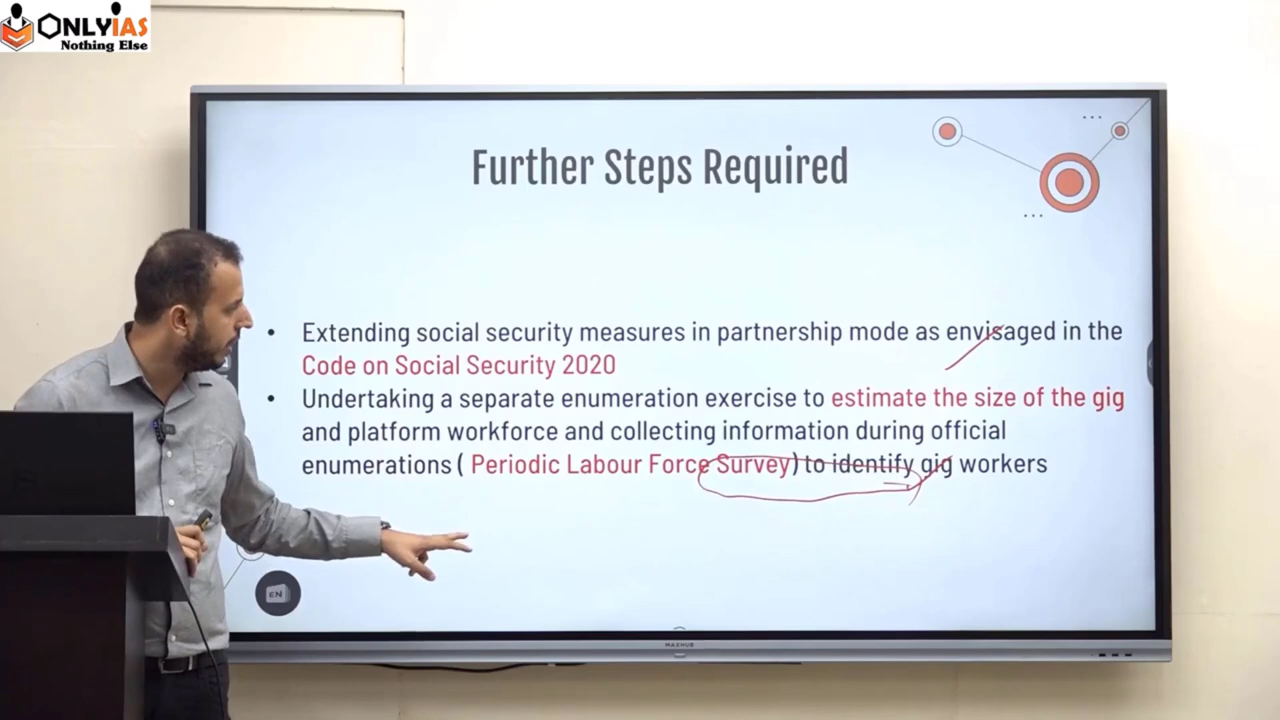 ONLYIAS
Nothing Else
Further Steps Required
• Extending social security measures in partnership mode as envisaged in the
Code on Social Security 2020
• Undertaking a separate enumeration exercise to estimate the size of the gig
and platform workforce and collecting information during official
enumerations ( Periodic Labour Force Survey) to identify gig workers
EN
MAXHUB